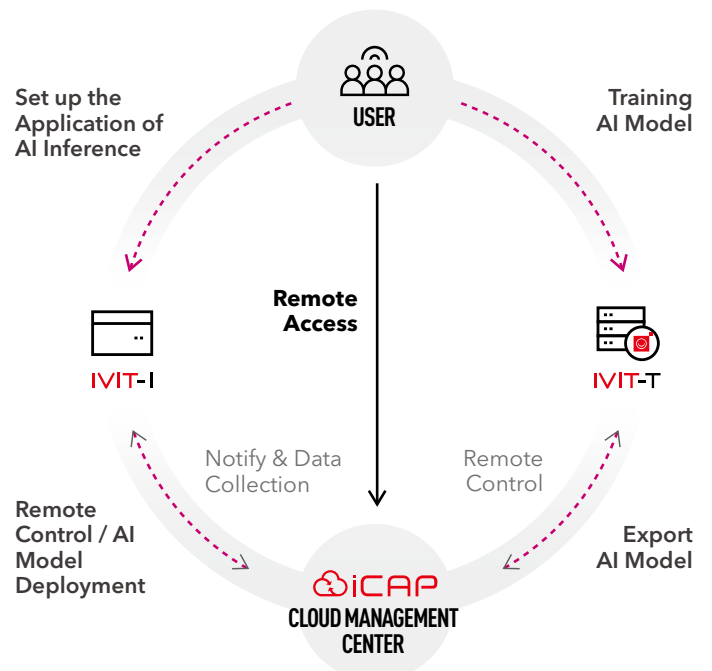 USER
Set up the
Application of
AI Inference
Training
AI Model
Remote
Access
IVIT-I
IVIT-T
Notify & Data
Collection
Remote
Control
Remote
Control / AI
Model
Deployment
Export
AI Model
iCAP
CLOUD MANAGEMENT
CENTER